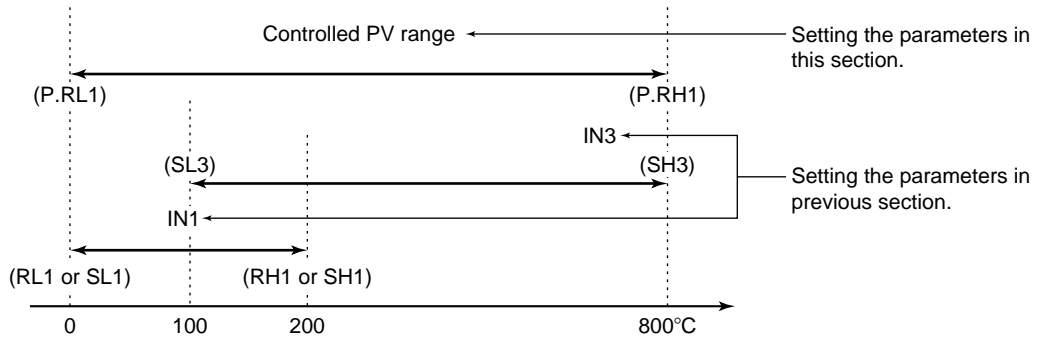 Controlled PV range
Setting the parameters in
this section.
(P.RL1)
(P.RH1)
IN3
(SL3)
(SH3)
Setting the parameters in
previous section.
IN1
(RL1 or SL1)
(RH1 or SH1)
0
100
200
800°C